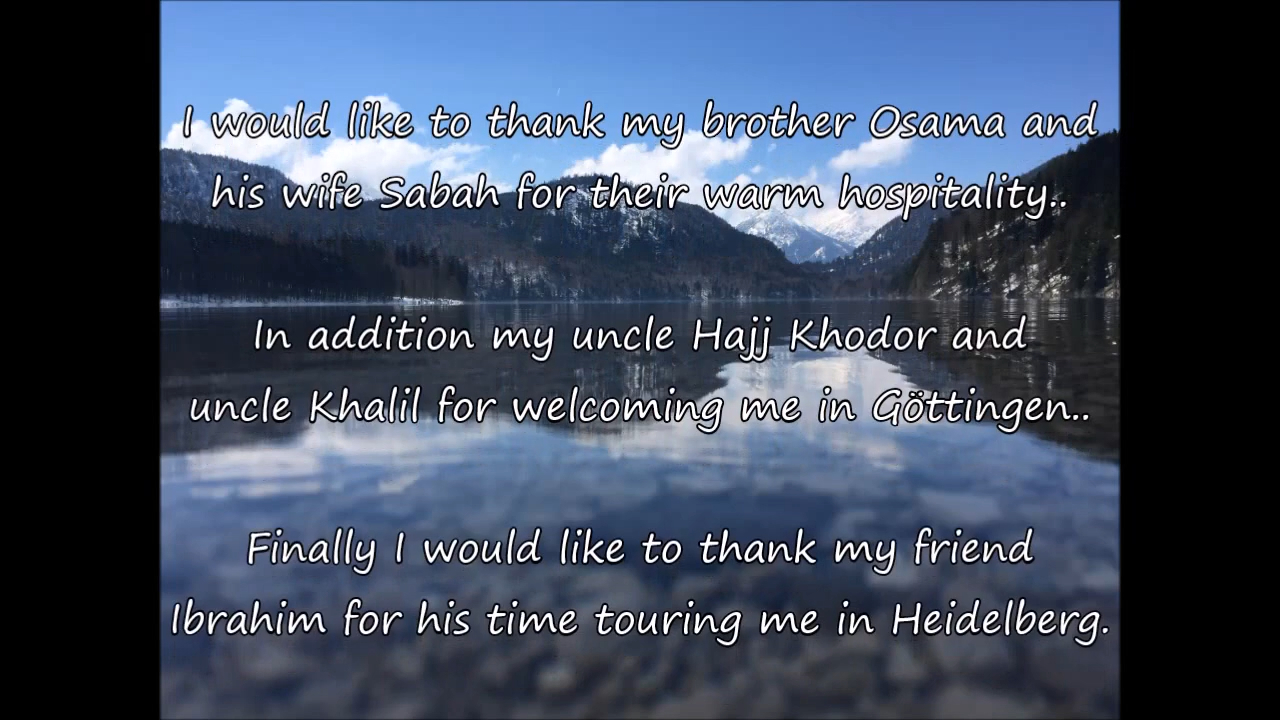 I would like to thank my brother Osama and
his wife Sabah for their warm hospitality..
In addition my uncle Hajj Khodor and
uncle Khalil for welcoming me in Göttingen..
Finally I would like to thank my friend
Ibrahim for his time touring me in Heidelberg.